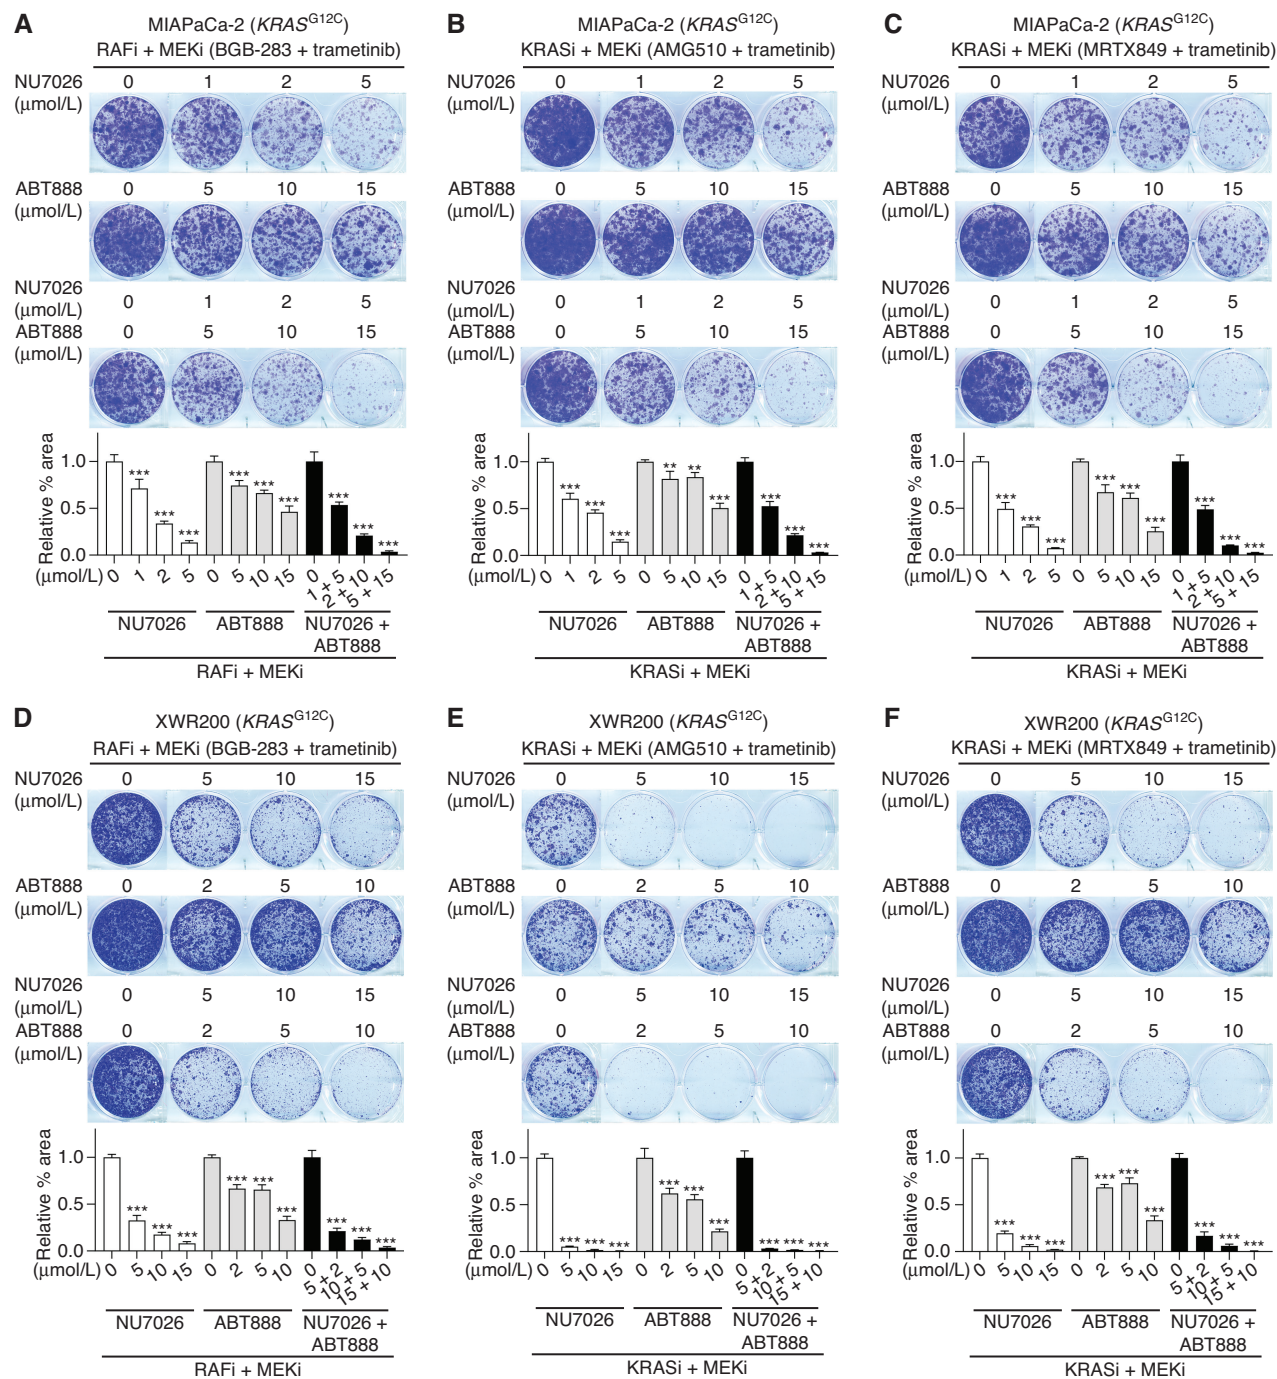 A
MIAPaCa-2 (KRAS^G12C)
RAFi + MEKi (BGB-283 + trametinib)
NU7026
(μmol/L)
0 1 2 5
ABT888
(μmol/L)
0 5 10 15
NU7026
(μmol/L)
0 1 2 5
ABT888
(μmol/L)
0 5 10 15
Relative % area
1.0
0.5
0.0
*** *** *** *** *** *** *** *** ***
(μmol/L)
0 1 2 5 0 5 10 15 0 1 + 5 2 + 10 5 + 15
NU7026 ABT888 NU7026 +
ABT888
RAFi + MEKi
B
MIAPaCa-2 (KRAS^G12C)
KRASi + MEKi (AMG510 + trametinib)
NU7026
(μmol/L)
0 1 2 5
ABT888
(μmol/L)
0 5 10 15
NU7026
(μmol/L)
0 1 2 5
ABT888
(μmol/L)
0 5 10 15
Relative % area
1.0
0.5
0.0
*** *** *** ** ** *** *** *** ***
(μmol/L)
0 1 2 5 0 5 10 15 0 1 + 5 2 + 10 5 + 15
NU7026 ABT888 NU7026 +
ABT888
KRASi + MEKi
C
MIAPaCa-2 (KRAS^G12C)
KRASi + MEKi (MRTX849 + trametinib)
NU7026
(μmol/L)
0 1 2 5
ABT888
(μmol/L)
0 5 10 15
NU7026
(μmol/L)
0 1 2 5
ABT888
(μmol/L)
0 5 10 15
Relative % area
1.0
0.5
0.0
*** *** *** *** *** *** *** *** ***
(μmol/L)
0 1 2 5 0 5 10 15 0 1 + 5 2 + 10 5 + 15
NU7026 ABT888 NU7026 +
ABT888
KRASi + MEKi
D
XWR200 (KRAS^G12C)
RAFi + MEKi (BGB-283 + trametinib)
NU7026
(μmol/L)
0 5 10 15
ABT888
(μmol/L)
0 2 5 10
NU7026
(μmol/L)
0 5 10 15
ABT888
(μmol/L)
0 2 5 10
Relative % area
1.0
0.5
0.0
*** *** *** *** *** *** *** *** ***
(μmol/L)
0 5 10 15 0 2 5 10 0 5 + 2 10 + 5 15 + 10
NU7026 ABT888 NU7026 +
ABT888
RAFi + MEKi
E
XWR200 (KRAS^G12C)
KRASi + MEKi (AMG510 + trametinib)
NU7026
(μmol/L)
0 5 10 15
ABT888
(μmol/L)
0 2 5 10
NU7026
(μmol/L)
0 5 10 15
ABT888
(μmol/L)
0 2 5 10
Relative % area
1.0
0.5
0.0
*** *** *** *** *** *** *** *** ***
(μmol/L)
0 5 10 15 0 2 5 10 0 5 + 2 10 + 5 15 + 10
NU7026 ABT888 NU7026 +
ABT888
KRASi + MEKi
F
XWR200 (KRAS^G12C)
KRASi + MEKi (MRTX849 + trametinib)
NU7026
(μmol/L)
0 5 10 15
ABT888
(μmol/L)
0 2 5 10
NU7026
(μmol/L)
0 5 10 15
ABT888
(μmol/L)
0 2 5 10
Relative % area
1.0
0.5
0.0
*** *** *** *** *** *** *** *** ***
(μmol/L)
0 5 10 15 0 2 5 10 0 5 + 2 10 + 5 15 + 10
NU7026 ABT888 NU7026 +
ABT888
KRASi + MEKi